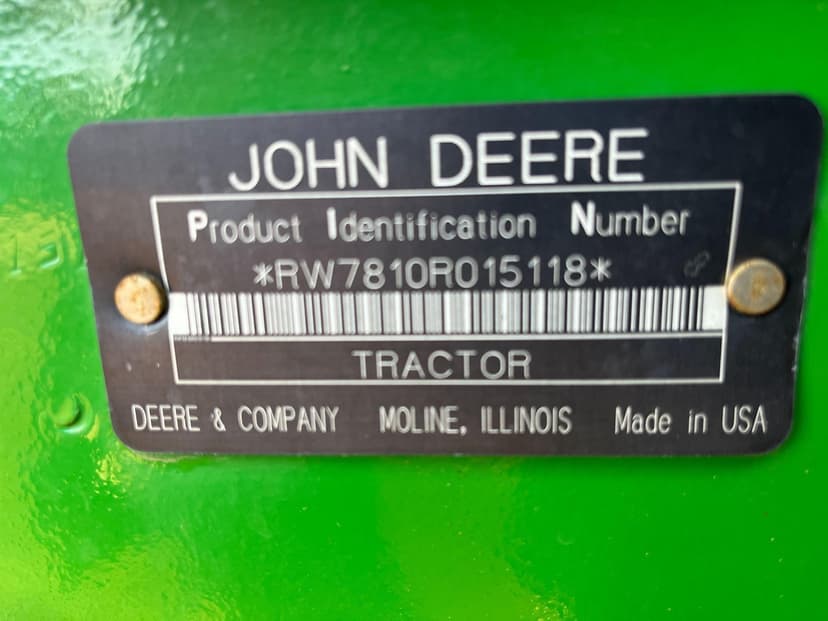 JOHN DEERE
Product Identification Number
*RW7810R015118*
TRACTOR
DEERE & COMPANY MOLINE, ILLINOIS Made in USA